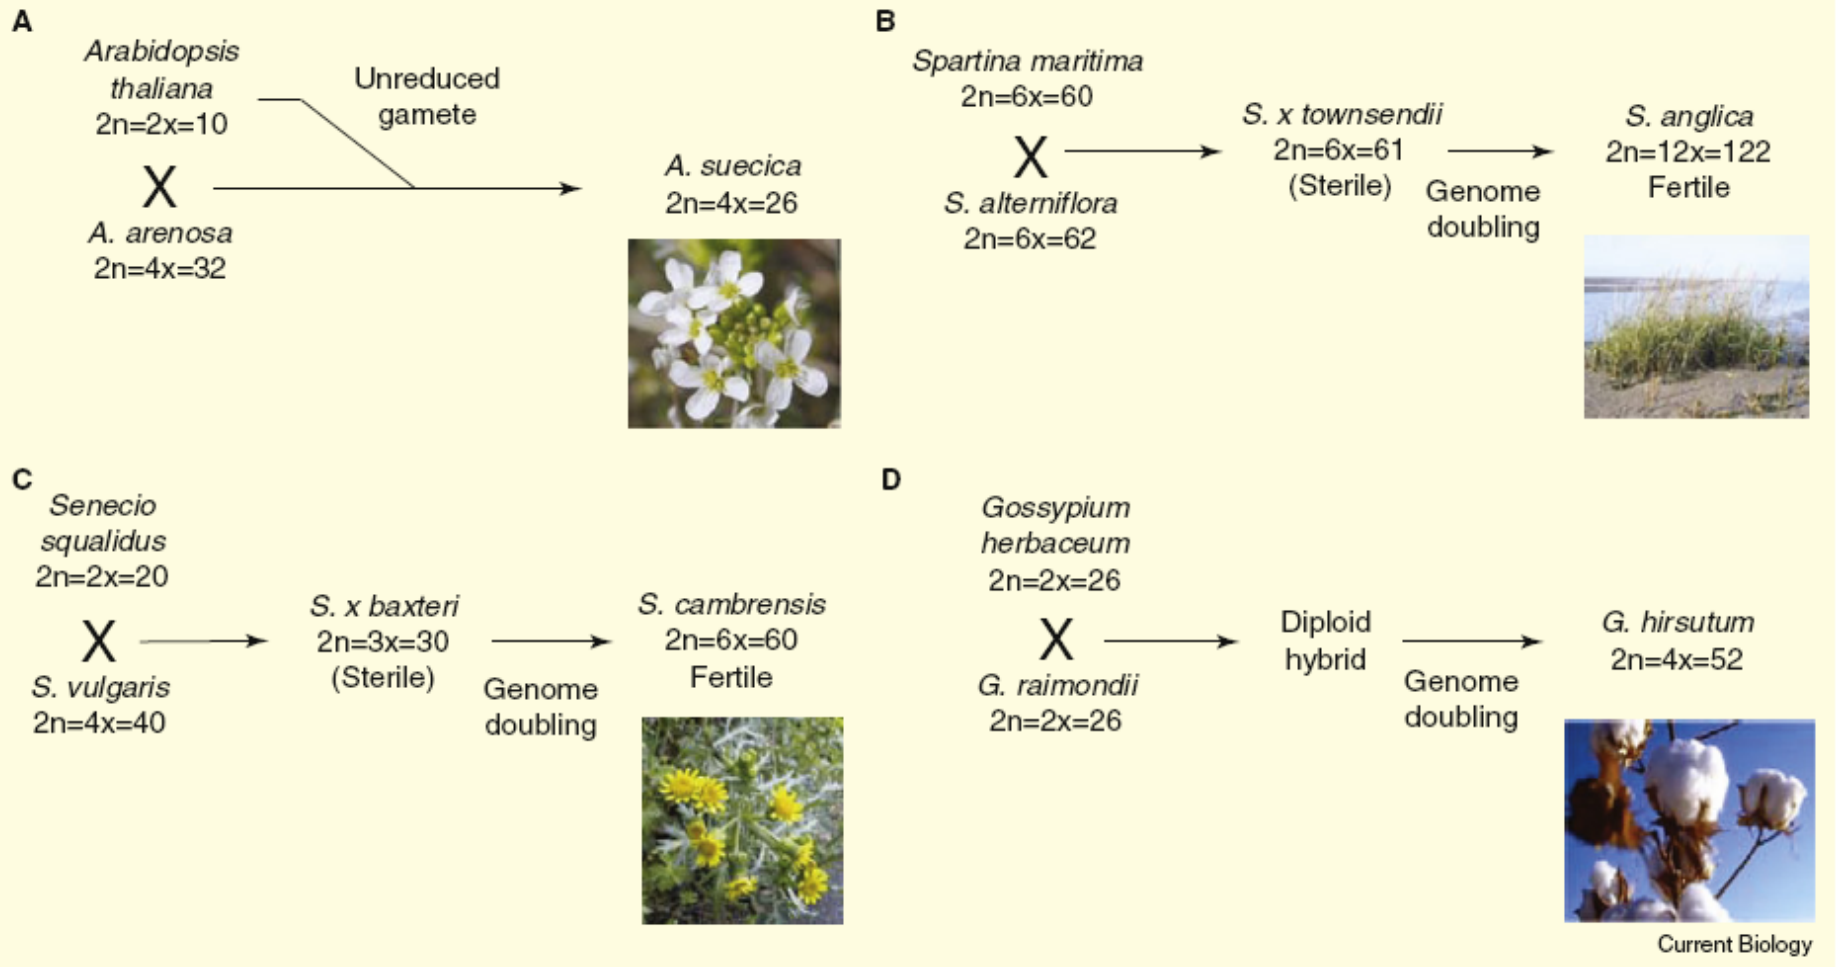 A
Arabidopsis
thaliana
2n=2x=10
Unreduced
gamete
X
A. arenosa
2n=4x=32
A. suecica
2n=4x=26
B
Spartina maritima
2n=6x=60
X
S. alterniflora
2n=6x=62
S. x townsendii
2n=6x=61
(Sterile)
Genome
doubling
S. anglica
2n=12x=122
Fertile
C
Senecio
squalidus
2n=2x=20
X
S. vulgaris
2n=4x=40
S. x baxteri
2n=3x=30
(Sterile)
Genome
doubling
S. cambrensis
2n=6x=60
Fertile
D
Gossypium
herbaceum
2n=2x=26
X
G. raimondii
2n=2x=26
Diploid
hybrid
Genome
doubling
G. hirsutum
2n=4x=52
Current Biology